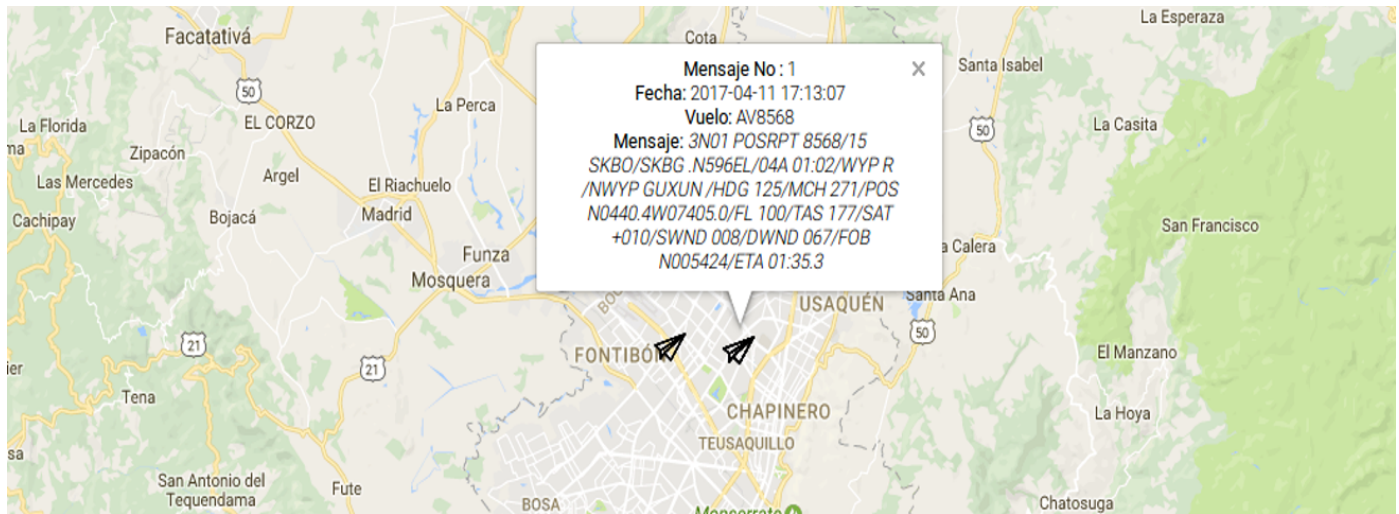 La Esperaza
Facatativá
Cota
Mensaje No : 1
Fecha: 2017-04-11 17:13:07
Vuelo: AV8568
Mensaje: 3N01 POSRPT 8568/15
SKBO/SKBG .N596EL/04A 01:02/WYP R
/NWYP GUXUN /HDG 125/MCH 271/POS
N0440.4W07405.0/FL 100/TAS 177/SAT
+010/SWND 008/DWND 067/FOB
N005424/ETA 01:35.3
Santa Isabel
50
La Perca
La Florida
EL CORZO
50
La Casita
Zipacón
Las Mercedes
Argel
El Riachuelo
Cachipay
Bojacá
Madrid
San Francisco
Funza
a Calera
Mosquera
USAQUÉN
Santa Ana
50
21
FONTIBÓN
El Manzano
21
Tena
CHAPINERO
La Hoya
TEUSAQUILLO
San Antonio del
Tequendama
Fute
BOSA
Monserrate
Chatosuga